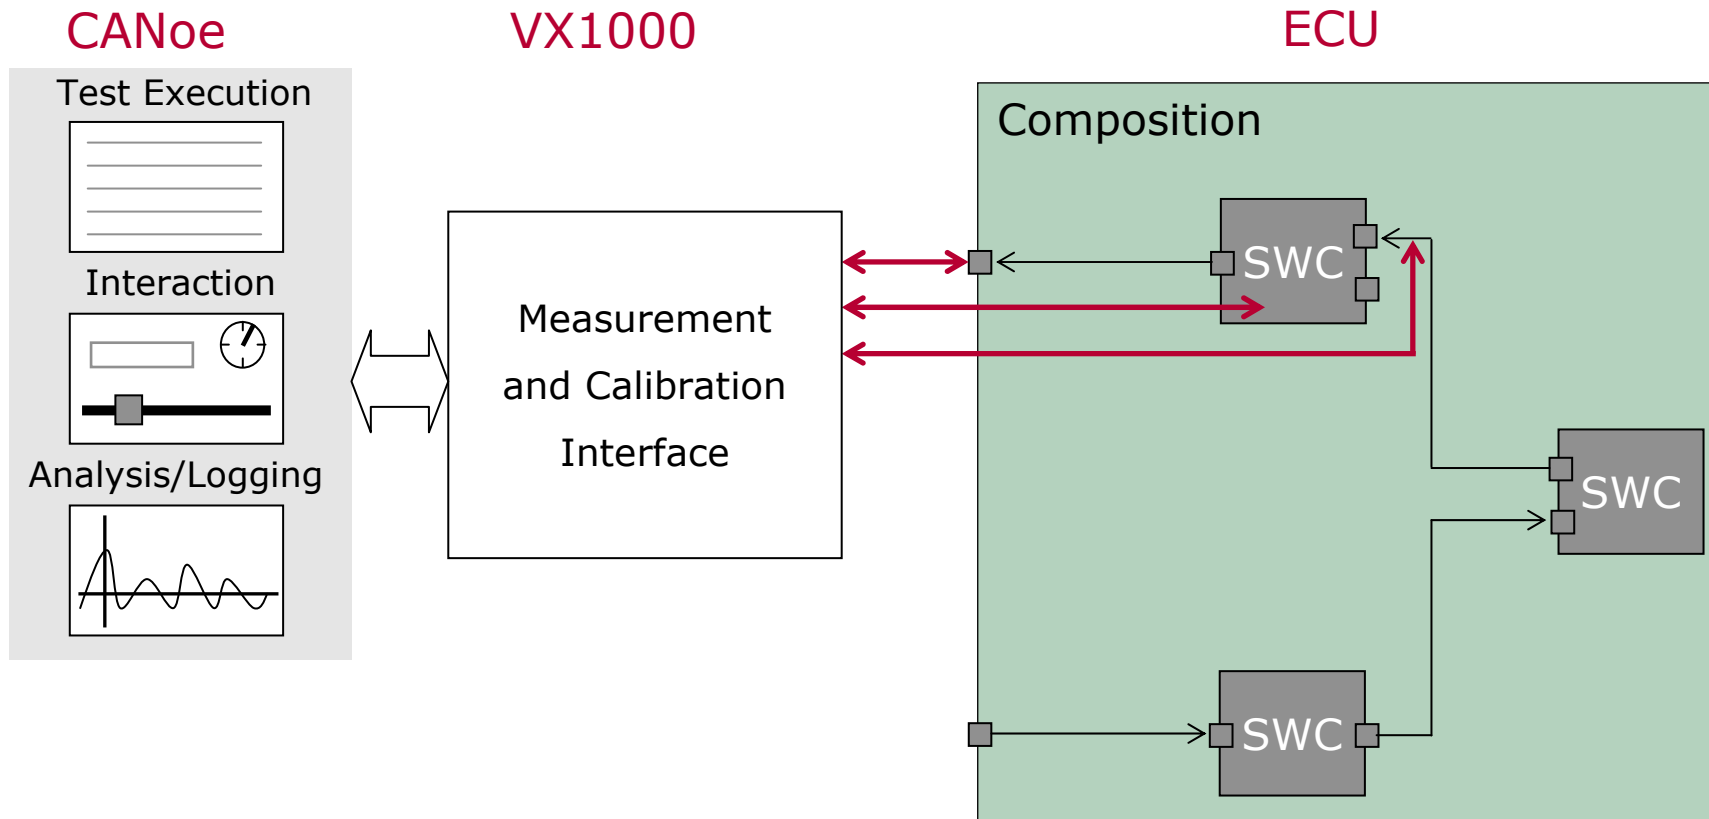 CANoe
VX1000
ECU
Test Execution
Interaction
Analysis/Logging
Measurement
and Calibration
Interface
Composition
SWC
SWC
SWC